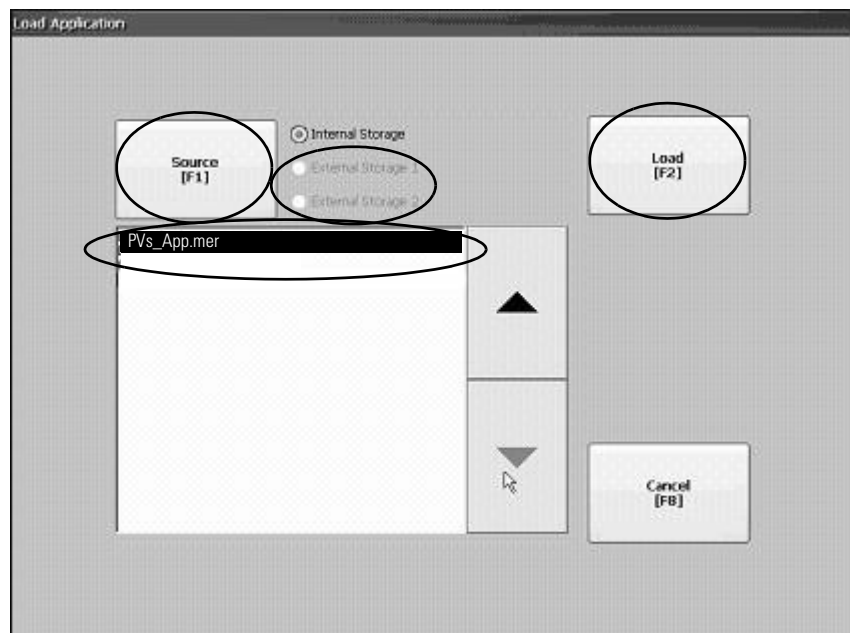 Load Application
Internal Storage
Source
[F1]
External Storage 1
External Storage 2
Load
[F2]
PVs_App.mer
Cancel
[F8]